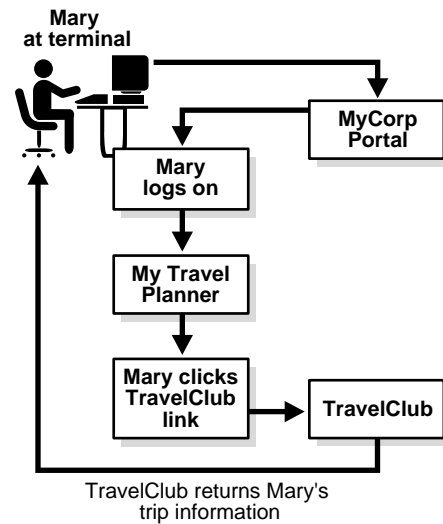 Mary
at terminal
MyCorp
Portal
Mary
logs on
My Travel
Planner
Mary clicks
TravelClub
link
TravelClub
TravelClub returns Mary's
trip information